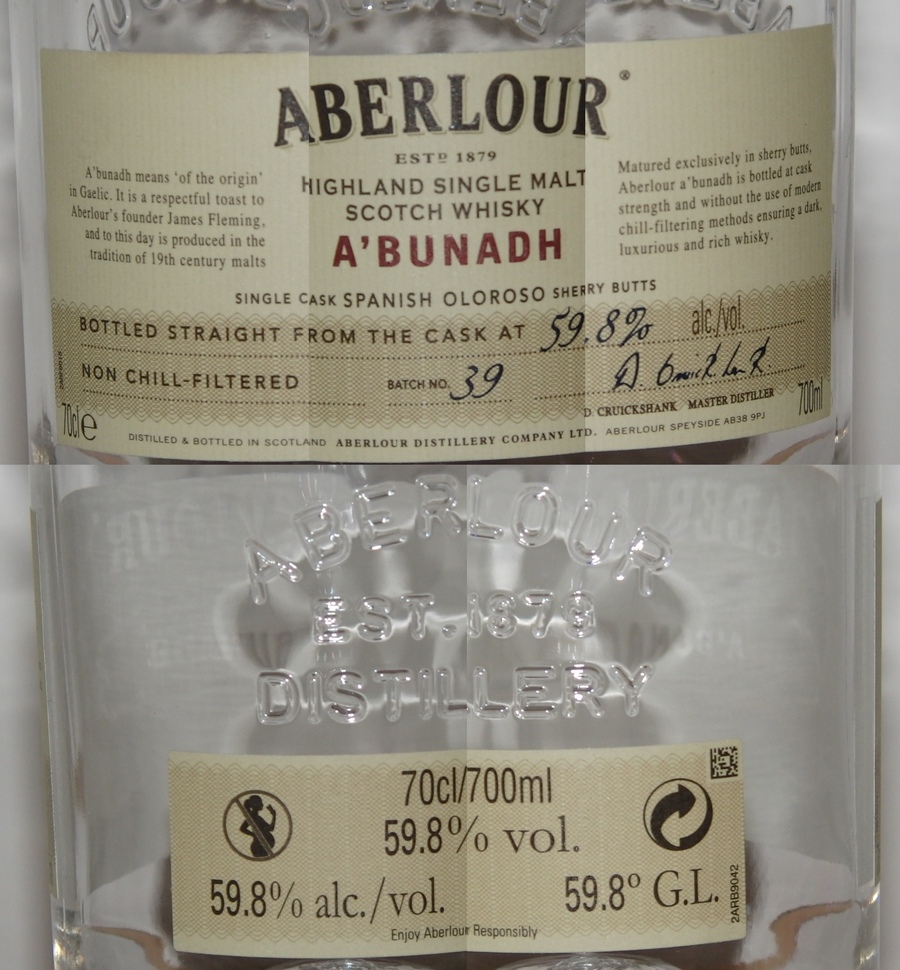 ABERLOUR®
ESTD 1879
HIGHLAND SINGLE MALT
SCOTCH WHISKY
A'BUNADH
A'bunadh means 'of the origin'
in Gaelic. It is a respectful toast to
Aberlour's founder James Fleming,
and to this day is produced in the
tradition of 19th century malts
Matured exclusively in sherry butts,
Aberlour a'bunadh is bottled at cask
strength and without the use of modern
chill-filtering methods ensuring a dark,
luxurious and rich whisky.
SINGLE CASK SPANISH OLOROSO SHERRY BUTTS
BOTTLED STRAIGHT FROM THE CASK AT 59.8% alc./vol.
NON CHILL-FILTERED BATCH NO. 39
D. CRUICKSHANK MASTER DISTILLER
70cl e 700ml
DISTILLED & BOTTLED IN SCOTLAND ABERLOUR DISTILLERY COMPANY LTD. ABERLOUR SPEYSIDE AB38 9PJ
ABERLOUR
EST. 1879
DISTILLERY
70cl/700ml
59.8% vol.
59.8% alc./vol. 59.8° G.L.
Enjoy Aberlour Responsibly
2ARB9042